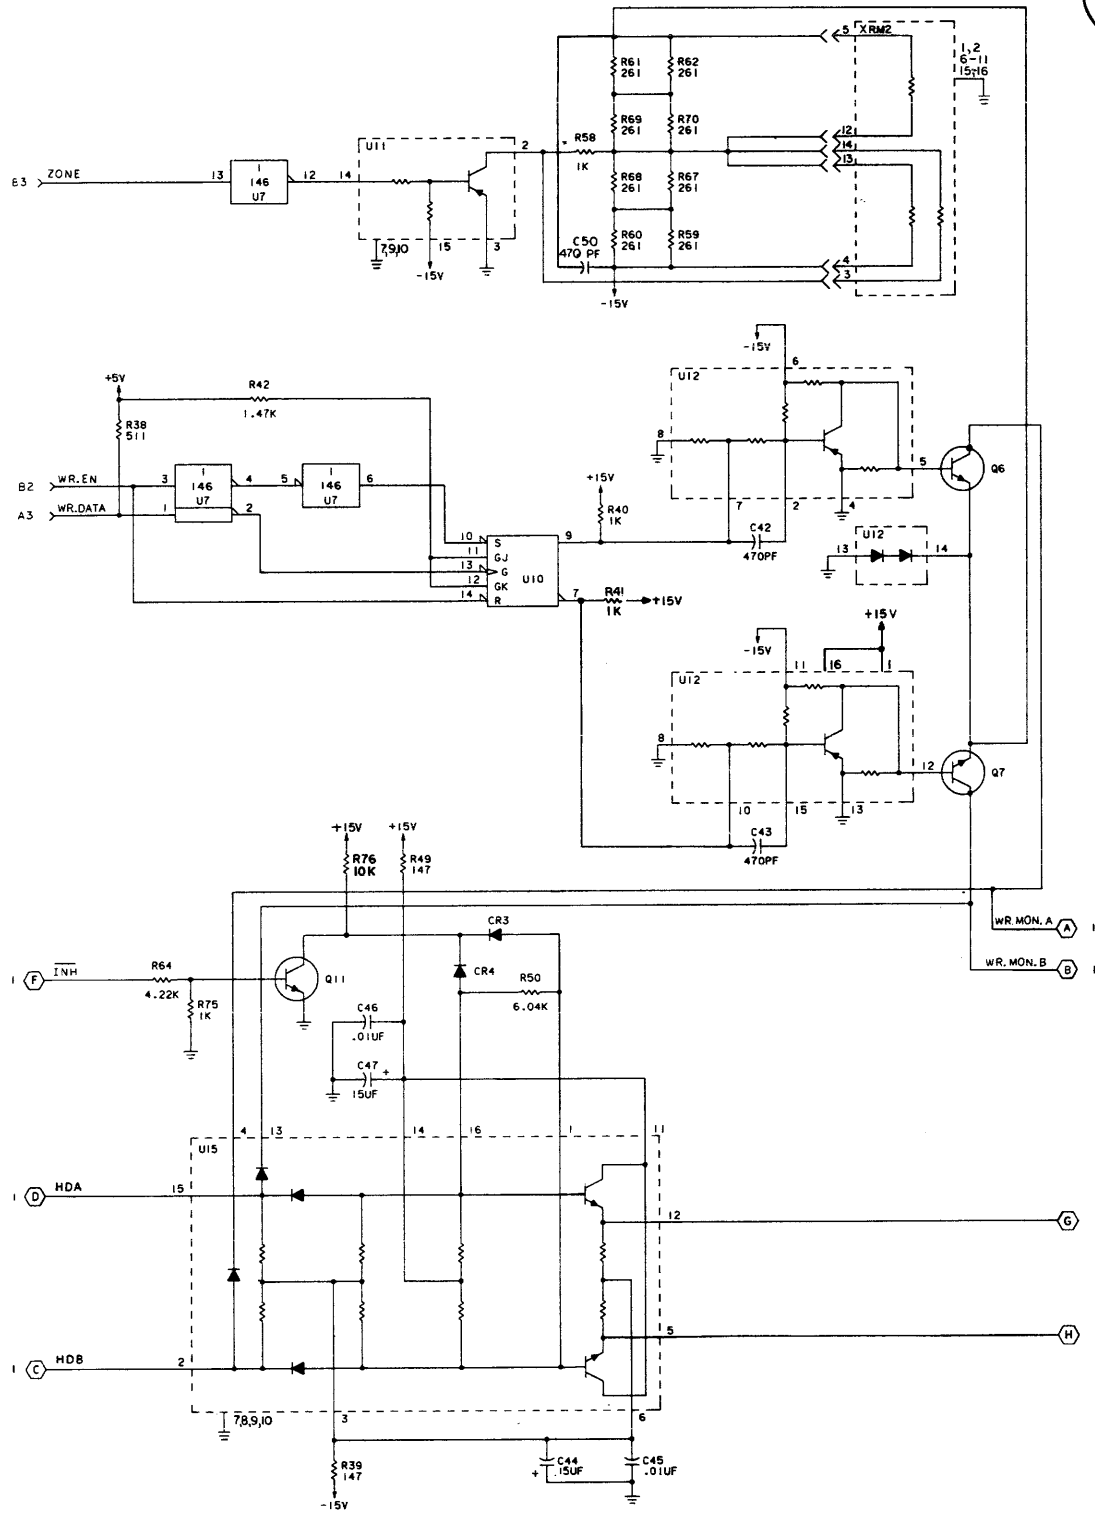 5 XRM2
1, 2
6-11
15,16
R61
261
R62
261
R69
261
R70
261
12
14
13
U11
2
R58
1K
B3 ZONE 13
1
146
U7
12 14
R68
261
R67
261
R60
261
R59
261
C50
470 PF
7,9,10
15
3
-15V
-15V
4
3
-15V
6
U12
+5V
R42
1.47K
R38
511
8
5
Q6
B2 WR.EN 3
1
146
U7
4 5
1
146
6
U7
A3 WR.DATA 1
2
+15V
R40
1K
7
2
4
C42
470PF
U12
13
14
10 S
11 GJ
13 G
12 GK
14 R
U10
9
7
R41
1K
+15V
+15V
-15V
11
16
1
U12
8
12
Q7
10
15
13
C43
470PF
+15V
R76
10K
+15V
R49
147
CR3
WR.MON.A A 1
1 F INH
R64
4.22K
R75
1K
Q11
CR4
R50
6.04K
WR.MON.B B
C46
.01UF
C47
15UF
+
4
13
14
16
1
11
U15
1 D HDA 15
12
G
5
H
1 C HDB 2
7,8,9,10
3
6
R39
147
-15V
C44
15UF
+
C45
.01UF